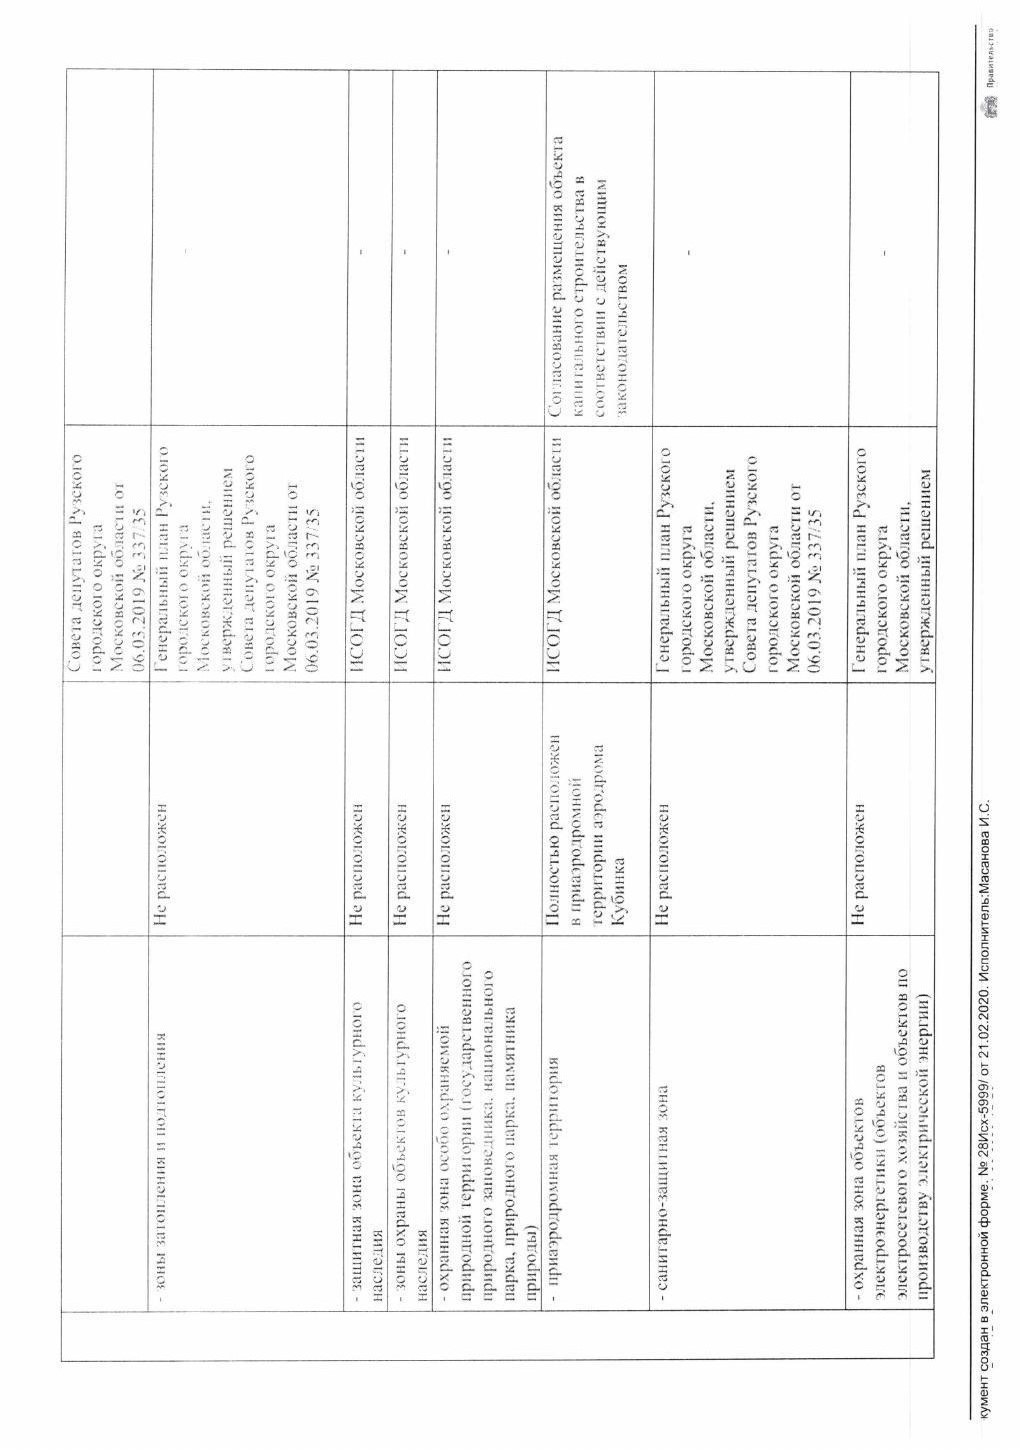 Совета депутатов Рузского
городского округа
Московской области от
06.03.2019 № 337/35
- зоны затопления и подтопления
Не расположен
Генеральный план Рузского
городского округа
Московской области,
утвержденный решением
Совета депутатов Рузского
городского округа
Московской области от
06.03.2019 № 337/35
-
- защитная зона объекта культурного
наследия
Не расположен
ИСОГД Московской области
-
- зоны охраны объектов культурного
наследия
Не расположен
ИСОГД Московской области
-
- охранная зона особо охраняемой
природной территории (государственного
природного заповедника, национального
парка, природного парка, памятника
природы)
Не расположен
ИСОГД Московской области
-
- приаэродромная территория
Полностью расположен
в приаэродромной
территории аэродрома
Кубинка
ИСОГД Московской области
Согласование размещения объекта
капитального строительства в
соответствии с действующим
законодательством
- санитарно-защитная зона
Не расположен
Генеральный план Рузского
городского округа
Московской области,
утвержденный решением
Совета депутатов Рузского
городского округа
Московской области от
06.03.2019 № 337/35
-
- охранная зона объектов
электроэнергетики (объектов
электросетевого хозяйства и объектов по
производству электрической энергии)
Не расположен
Генеральный план Рузского
городского округа
Московской области,
утвержденный решением
-
кумент создан в электронной форме. № 28Исх-5999/ от 21.02.2020. Исполнитель:Масанова И.С.
Правительство